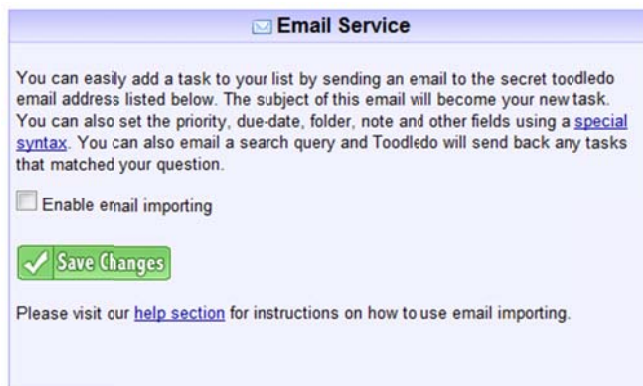 Email Service
You can easily add a task to your list by sending an email to the secret toodledo
email address listed below. The subject of this email will become your new task.
You can also set the priority, due-date, folder, note and other fields using a special
syntax. You can also email a search query and Toodledo will send back any tasks
that matched your question.
Enable email importing
Save Changes
Please visit our help section for instructions on how to use email importing.